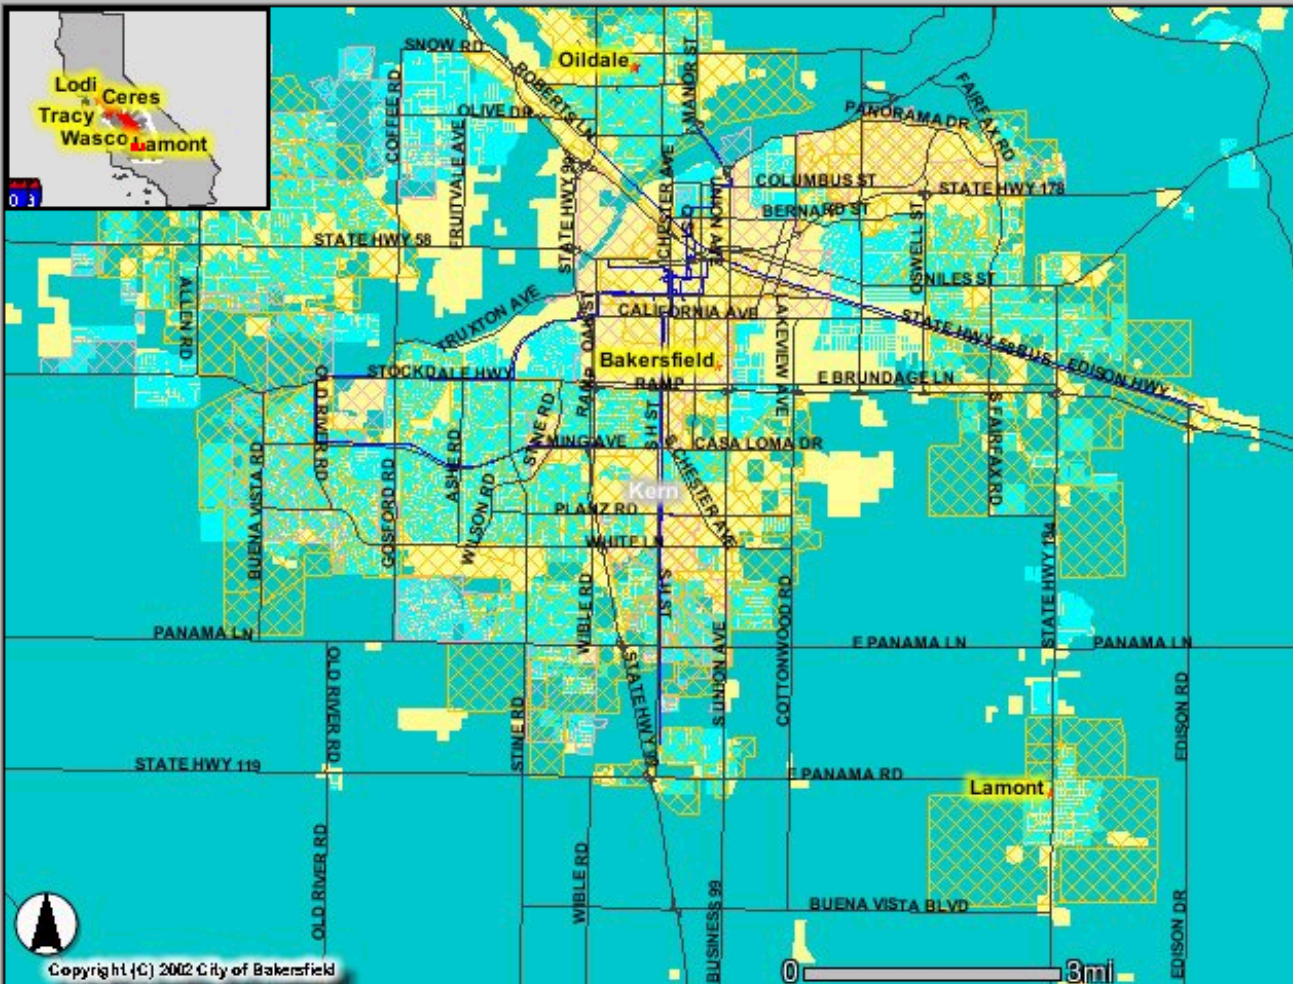 Lodi
Ceres
Tracy
Wasco
Lamont
0 3
SNOW RD
Oildale
MANOR ST
ROBERTS LN
OLIVE DR
COFFEE RD
FRUITVALE AVE
PANORAMA DR
FAIRFAX RD
STATE HWY 99
CHESTER AVE
UNION AVE
COLUMBUS ST
STATE HWY 178
BERNARD ST
OSWELL ST
STATE HWY 58
NILES ST
ALLEN RD
TRUXTON AVE
OAK ST
CALIFORNIA AVE
LAKEVIEW AVE
STATE HWY 58 BUS
EDISON HWY
Bakersfield
STOCKDALE HWY
RAMP
RAMP
E BRUNDAGE LN
OLD RIVER RD
S H ST
S FAIRFAX RD
STINE RD
MING AVE
CASA LOMA DR
BUENA VISTA RD
GOSFORD RD
ASHE RD
WILSON RD
S CHESTER AVE
Kern
PLANZ RD
WHITE LN
STATE HWY 184
WIBLE RD
S H ST
COTTONWOOD RD
PANAMA LN
E PANAMA LN
PANAMA LN
OLD RIVER RD
STINE RD
STATE HWY 99
S UNION AVE
EDISON RD
STATE HWY 119
E PANAMA RD
Lamont
OLD RIVER RD
WIBLE RD
BUSINESS 99
BUENA VISTA BLVD
EDISON DR
Copyright (C) 2002 City of Bakersfield
0
3mi